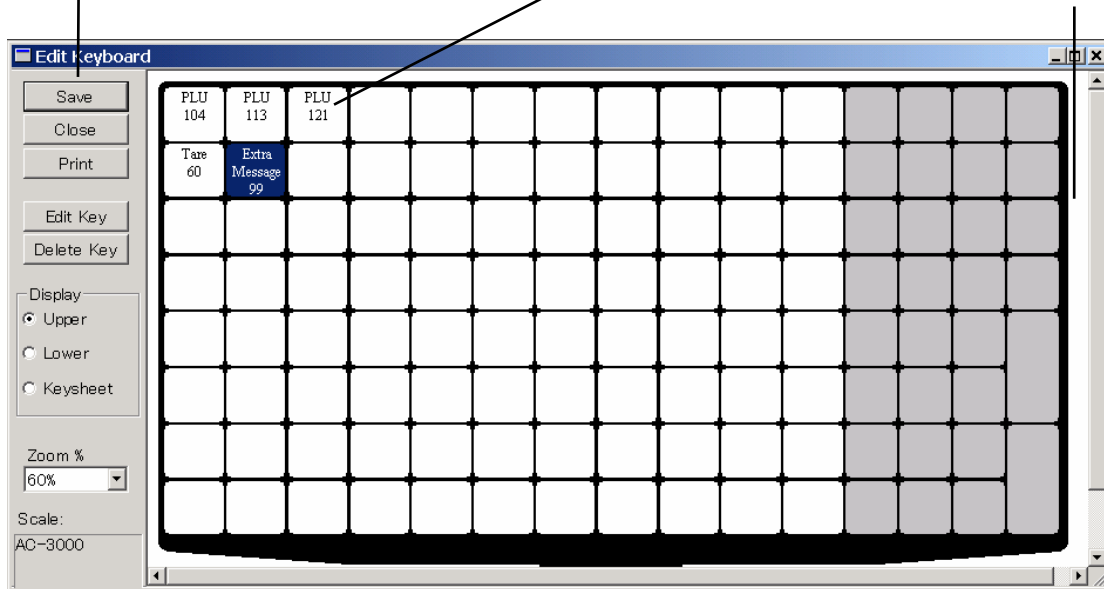 Edit Keyboard
Save
Close
Print
Edit Key
Delete Key
Display
Upper
Lower
Keysheet
Zoom %
60%
Scale:
AC-3000
PLU
104
PLU
113
PLU
121
Tare
60
Extra
Message
99